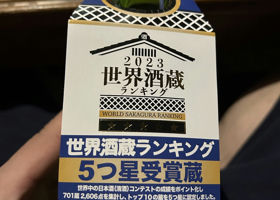 酒
2023
世界酒蔵
ランキング
WORLD SAKAGURA RANKING
★★★★★
世界酒蔵ランキング
5つ星受賞蔵
世界中の日本酒(清酒)コンテストの成績をポイント化し
701蔵 2,606点を集計し、トップ10の蔵を5つ星に認定しました。